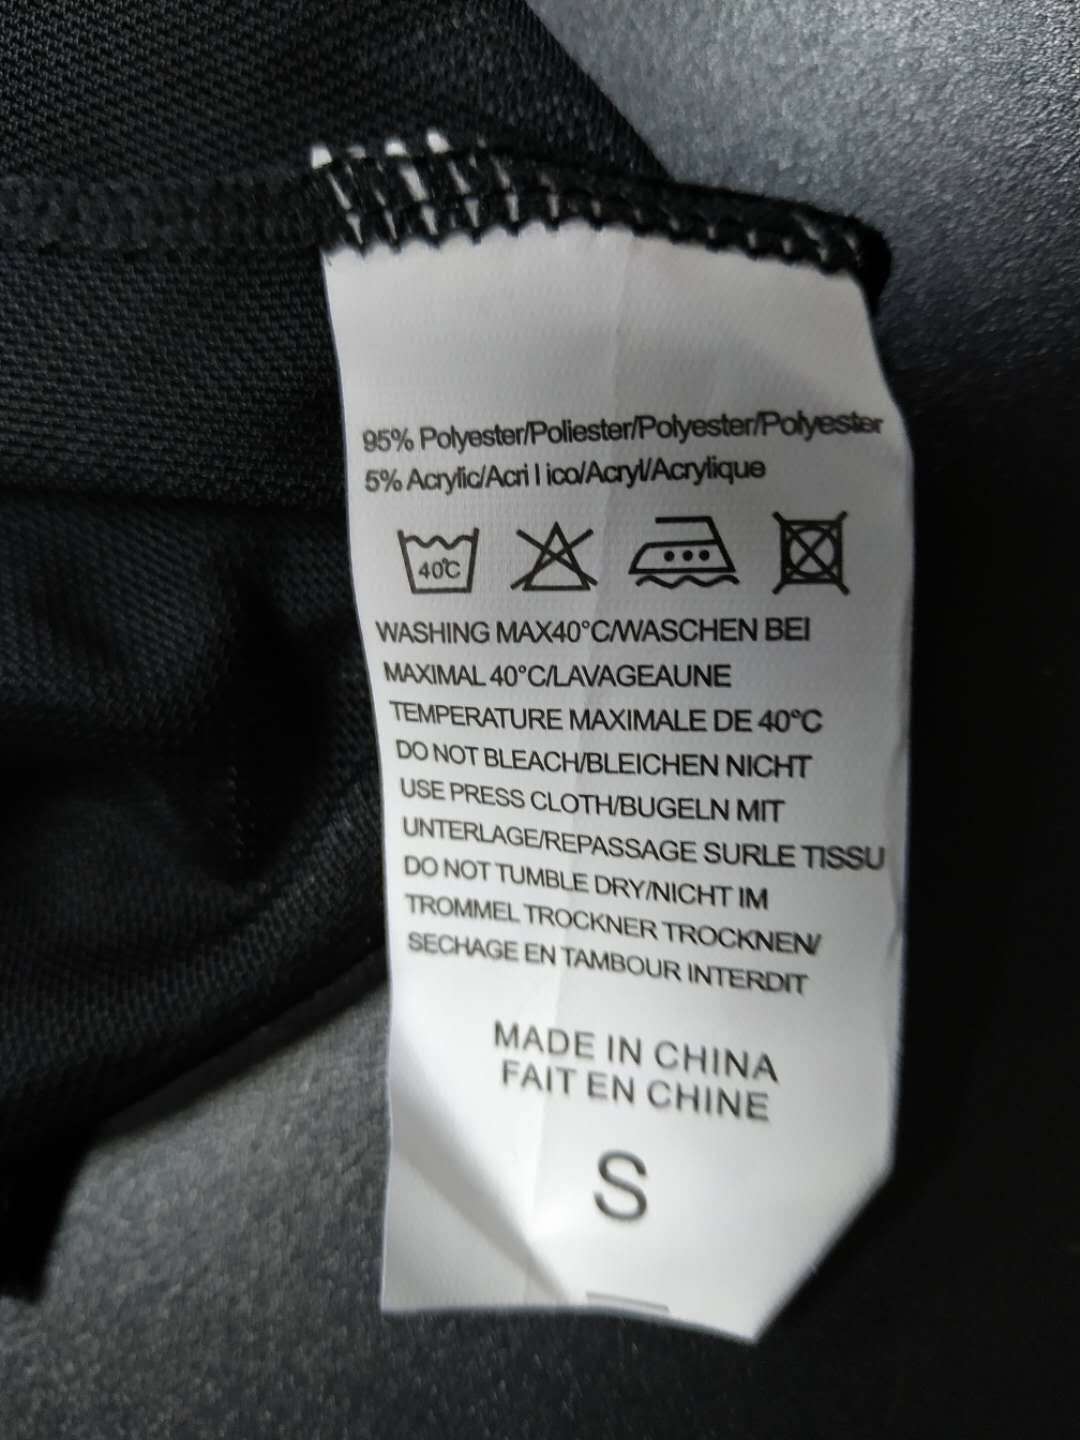 95% Polyester/Poliester/Polyester/Polyester
5% Acrylic/Acri l ico/Acryl/Acrylique
40℃
WASHING MAX40°C/WASCHEN BEI
MAXIMAL 40°C/LAVAGEAUNE
TEMPERATURE MAXIMALE DE 40°C
DO NOT BLEACH/BLEICHEN NICHT
USE PRESS CLOTH/BUGELN MIT
UNTERLAGE/REPASSAGE SURLE TISSU
DO NOT TUMBLE DRY/NICHT IM
TROMMEL TROCKNER TROCKNEN/
SECHAGE EN TAMBOUR INTERDIT
MADE IN CHINA
FAIT EN CHINE
S